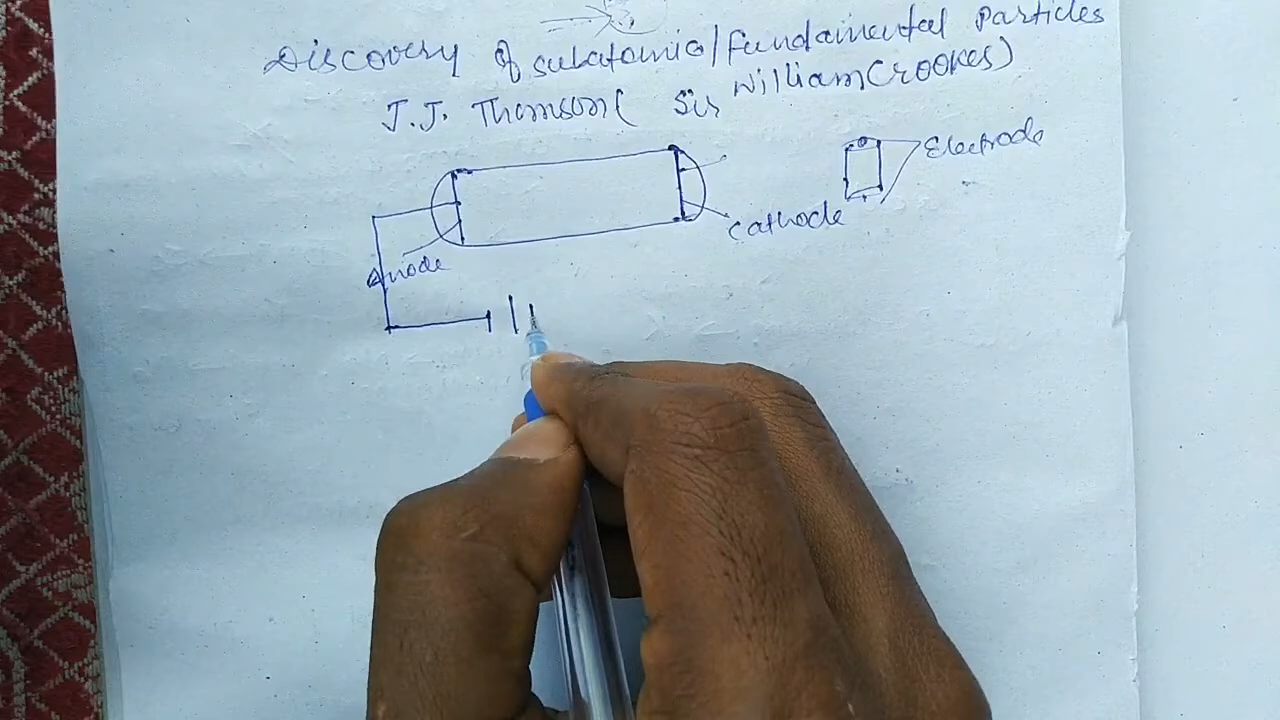 Discovery of subatomic/fundamental particles
J.J. Thomson( Sir William Crookes)
Electrode
Cathode
Anode